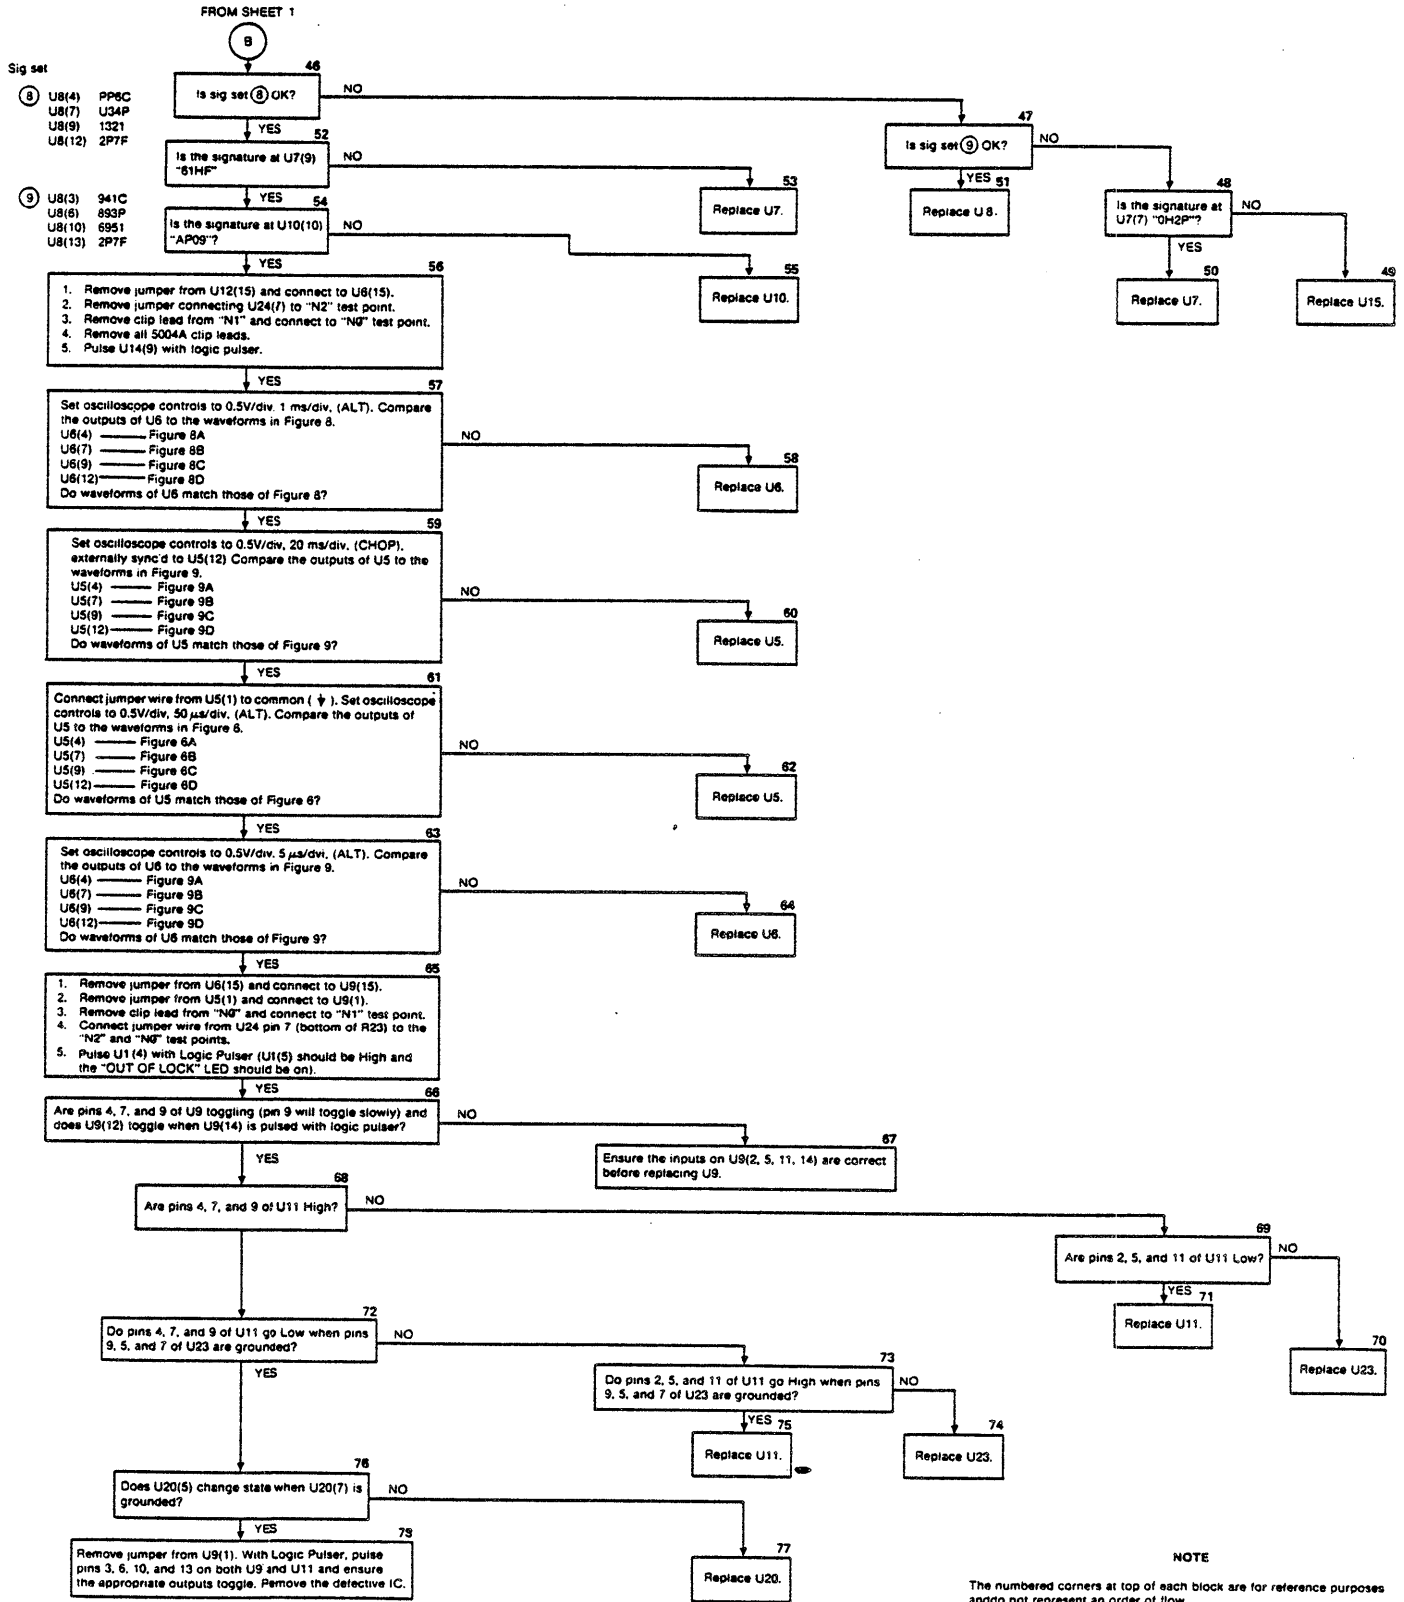 FROM SHEET 1
B
Sig set
8 U8(4) PP6C
U8(7) U34P
U8(9) 1321
U8(12) 2P7F
9 U8(3) 941C
U8(6) 893P
U8(10) 6951
U8(13) 2P7F
46
Is sig set 8 OK?
NO
YES
47
Is sig set 9 OK?
NO
YES
48
Is the signature at
U7(7) "0H2P"?
NO
YES
49
Replace U15.
50
Replace U7.
51
Replace U8.
52
Is the signature at U7(9)
"61HF"
NO
YES
53
Replace U7.
54
Is the signature at U10(10)
"AP09"?
NO
YES
55
Replace U10.
56
1. Remove jumper from U12(15) and connect to U6(15).
2. Remove jumper connecting U24(7) to "N2" test point.
3. Remove clip lead from "N1" and connect to "N0" test point.
4. Remove all 5004A clip leads.
5. Pulse U14(9) with logic pulser.
YES
57
Set oscilloscope controls to 0.5V/div. 1 ms/div, (ALT). Compare
the outputs of U6 to the waveforms in Figure 8.
U6(4) —— Figure 8A
U6(7) —— Figure 8B
U6(9) —— Figure 8C
U6(12) —— Figure 8D
Do waveforms of U6 match those of Figure 8?
NO
YES
58
Replace U6.
59
Set oscilloscope controls to 0.5V/div, 20 ms/div, (CHOP).
externally sync'd to U5(12) Compare the outputs of U5 to the
waveforms in Figure 9.
U5(4) —— Figure 9A
U5(7) —— Figure 9B
U5(9) —— Figure 9C
U5(12) —— Figure 9D
Do waveforms of U5 match those of Figure 9?
NO
YES
60
Replace U5.
61
Connect jumper wire from U5(1) to common ( ⏚ ). Set oscilloscope
controls to 0.5V/div, 50 µs/div, (ALT). Compare the outputs of
U5 to the waveforms in Figure 6.
U5(4) —— Figure 6A
U5(7) —— Figure 6B
U5(9) —— Figure 6C
U5(12) —— Figure 6D
Do waveforms of U5 match those of Figure 6?
NO
YES
62
Replace U5.
63
Set oscilloscope controls to 0.5V/div. 5 µs/dvi, (ALT). Compare
the outputs of U6 to the waveforms in Figure 9.
U6(4) —— Figure 9A
U6(7) —— Figure 9B
U6(9) —— Figure 9C
U6(12) —— Figure 9D
Do waveforms of U6 match those of Figure 9?
NO
YES
64
Replace U6.
65
1. Remove jumper from U6(15) and connect to U9(15).
2. Remove jumper from U5(1) and connect to U9(1).
3. Remove clip lead from "N0" and connect to "N1" test point.
4. Connect jumper wire from U24 pin 7 (bottom of R23) to the
"N2" and "N0" test points.
5. Pulse U1(4) with Logic Pulser (U1(5) should be High and
the "OUT OF LOCK" LED should be on).
YES
66
Are pins 4, 7, and 9 of U9 toggling (pin 9 will toggle slowly) and
does U9(12) toggle when U9(14) is pulsed with logic pulser?
NO
YES
67
Ensure the inputs on U9(2, 5, 11, 14) are correct
before replacing U9.
68
Are pins 4, 7, and 9 of U11 High?
NO
69
Are pins 2, 5, and 11 of U11 Low?
NO
YES
70
Replace U23.
71
Replace U11.
72
Do pins 4, 7, and 9 of U11 go Low when pins
9, 5, and 7 of U23 are grounded?
NO
YES
73
Do pins 2, 5, and 11 of U11 go High when pins
9, 5, and 7 of U23 are grounded?
NO
YES
74
Replace U23.
75
Replace U11.
76
Does U20(5) change state when U20(7) is
grounded?
NO
YES
77
Replace U20.
Remove jumper from U9(1). With Logic Pulser, pulse
pins 3, 6, 10, and 13 on both U9 and U11 and ensure
the appropriate outputs toggle. Remove the defective IC.
NOTE
The numbered corners at top of each block are for reference purposes
anddo not represent an order of flow